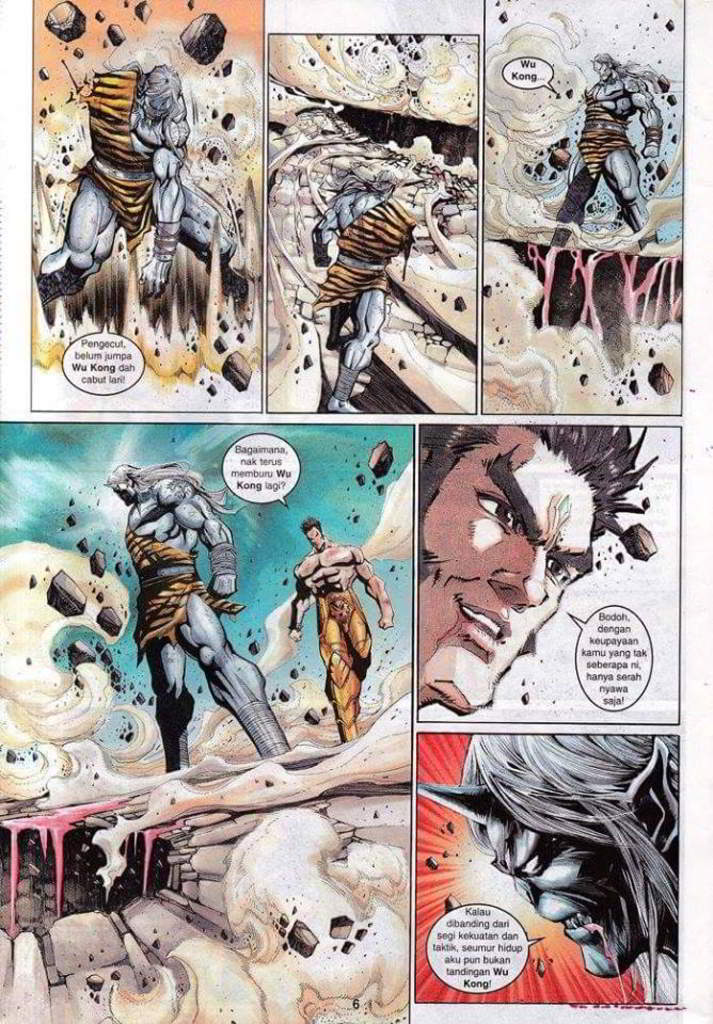 Pengecut,
belum jumpa
Wu Kong dah
cabut lari!
Wu
Kong...
Bagaimana,
nak terus
memburu Wu
Kong lagi?
Bodoh,
dengan
keupayaan
kamu yang tak
seberapa ni,
hanya serah
nyawa
saja!
Kalau
dibanding dari
segi kekuatan dan
taktik, seumur hidup
aku pun bukan
tandingan Wu
Kong!
6